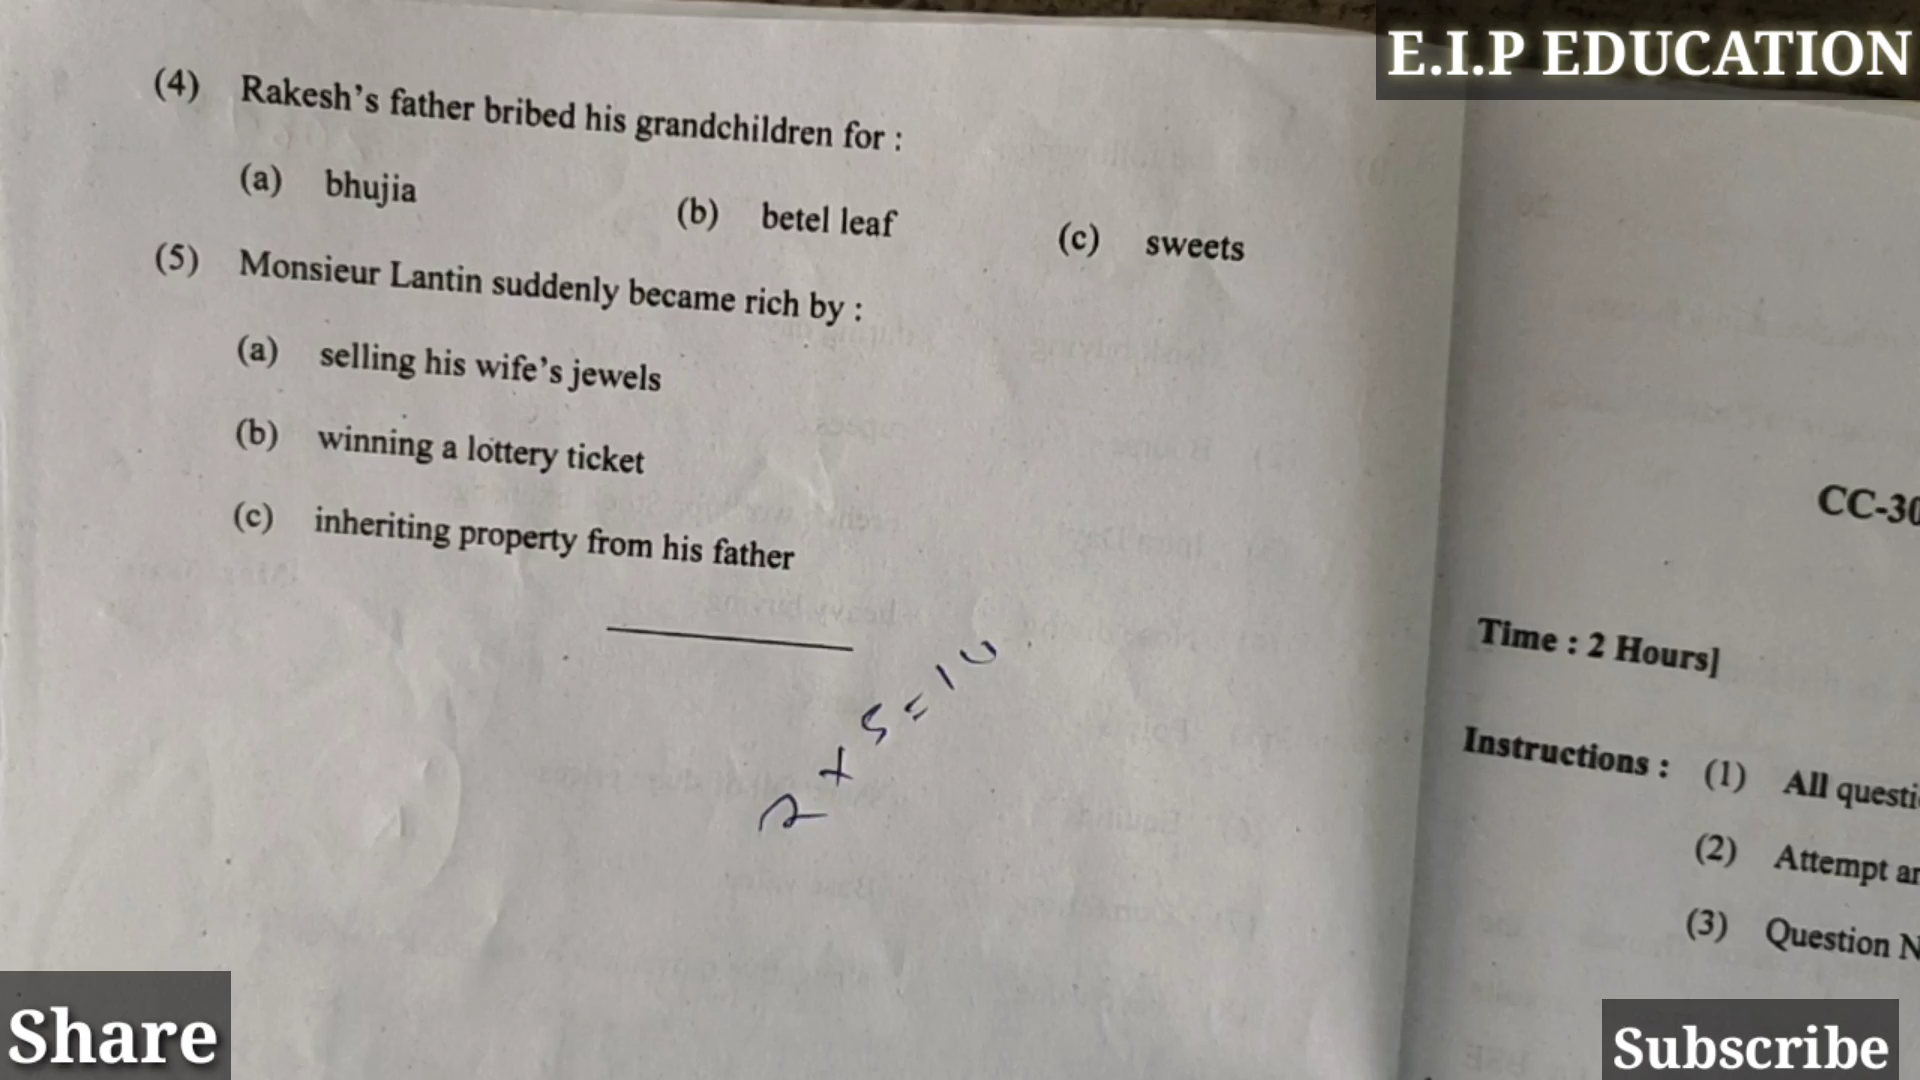 E.I.P EDUCATION
(4) Rakesh's father bribed his grandchildren for :
(a) bhujia (b) betel leaf (c) sweets
(5) Monsieur Lantin suddenly became rich by :
(a) selling his wife's jewels
(b) winning a lottery ticket
(c) inheriting property from his father
CC-30
Time : 2 Hours]
Instructions : (1) All questi
(2) Attempt
(3) Question N
Share
Subscribe